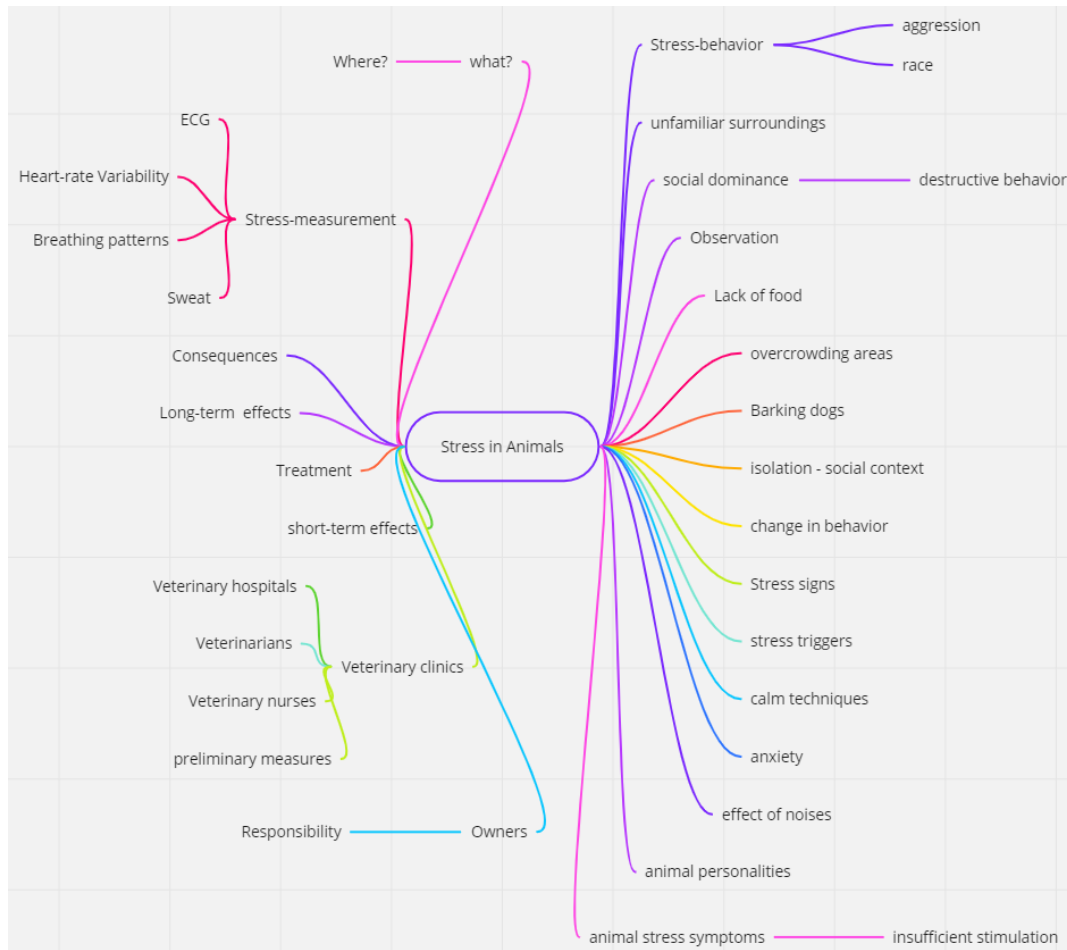 Where?
what?
ECG
Heart-rate Variability
Stress-measurement
Breathing patterns
Sweat
Consequences
Long-term effects
Treatment
short-term effects
Veterinary hospitals
Veterinarians
Veterinary clinics
Veterinary nurses
preliminary measures
Responsibility
Owners
Stress in Animals
Stress-behavior
aggression
race
unfamiliar surroundings
social dominance
destructive behavior
Observation
Lack of food
overcrowding areas
Barking dogs
isolation - social context
change in behavior
Stress signs
stress triggers
calm techniques
anxiety
effect of noises
animal personalities
animal stress symptoms
insufficient stimulation